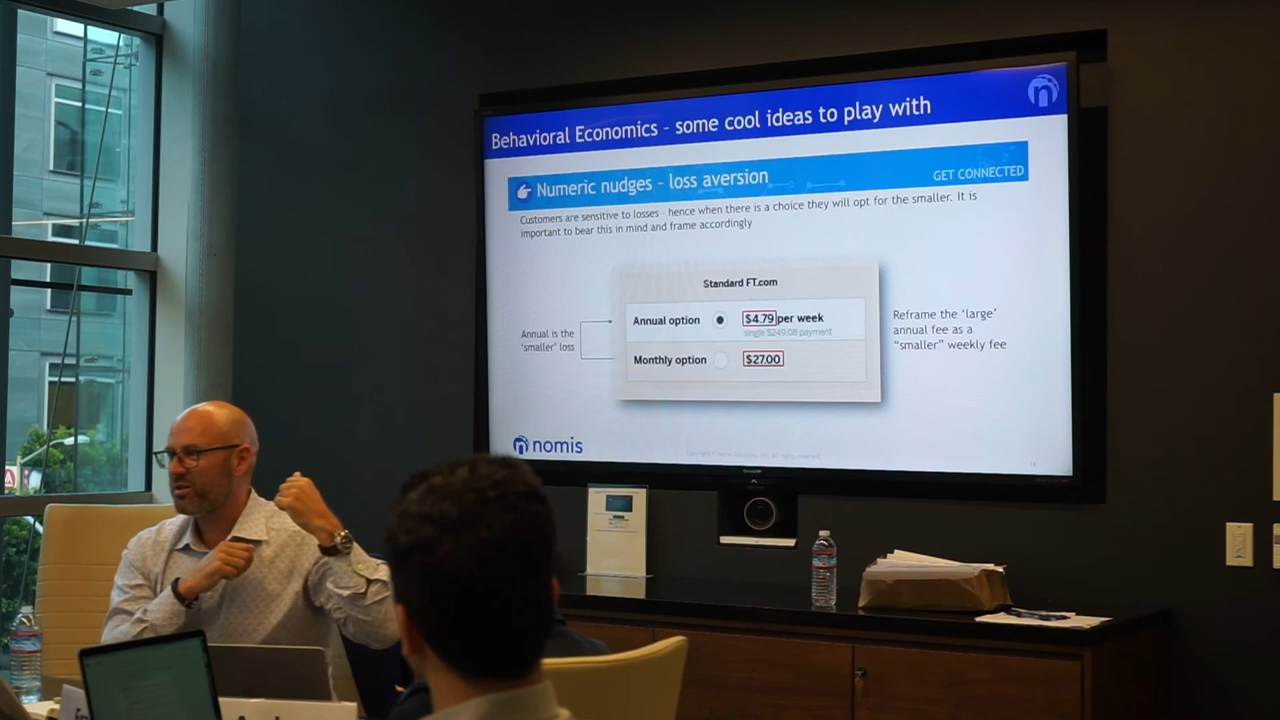 Behavioral Economics - some cool ideas to play with
Numeric nudges - loss aversion
GET CONNECTED
Customers are sensitive to losses - hence when there is a choice they will opt for the smaller. It is
important to bear this in mind and frame accordingly
Standard FT.com
Annual option
$4.79 per week
single $249.08 payment
Monthly option
$27.00
Annual is the
'smaller' loss
Reframe the 'large'
annual fee as a
"smaller" weekly fee
nomis